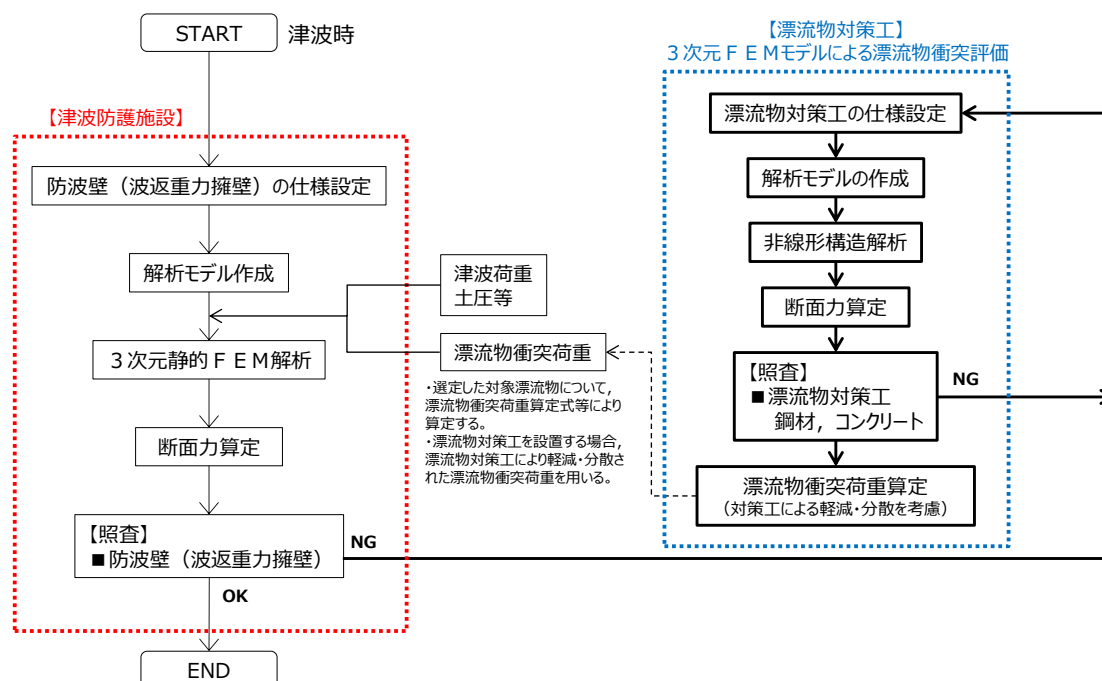 START
津波時
【津波防護施設】
防波壁（波返重力擁壁）の仕様設定
解析モデル作成
津波荷重
土圧等
漂流物衝突荷重
３次元静的ＦＥＭ解析
・選定した対象漂流物について，
漂流物衝突荷重算定式等により
算定する。
・漂流物対策工を設置する場合，
漂流物対策工により軽減・分散さ
れた漂流物衝突荷重を用いる。
断面力算定
【照査】
■防波壁（波返重力擁壁）
NG
OK
END
【漂流物対策工】
３次元ＦＥＭモデルによる漂流物衝突評価
漂流物対策工の仕様設定
解析モデルの作成
非線形構造解析
断面力算定
【照査】
■漂流物対策工
鋼材，コンクリート
NG
漂流物衝突荷重算定
（対策工による軽減・分散を考慮）